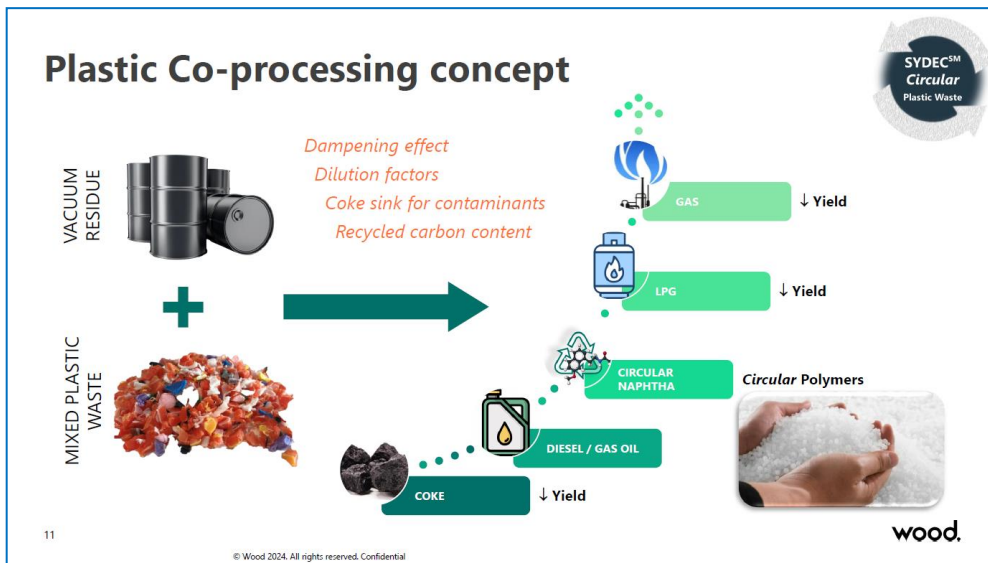 Plastic Co-processing concept
SYDEC℠
Circular
Plastic Waste
VACUUM
RESIDUE
MIXED PLASTIC
WASTE
Dampening effect
Dilution factors
Coke sink for contaminants
Recycled carbon content
GAS
↓ Yield
LPG
↓ Yield
CIRCULAR
NAPHTHA
Circular Polymers
DIESEL / GAS OIL
COKE
↓ Yield
11
wood.
© Wood 2024. All rights reserved. Confidential